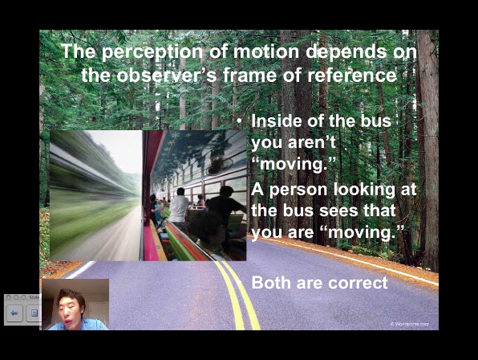 The perception of motion depends on
the observer's frame of reference
• Inside of the bus
you aren't
"moving."
A person looking at
the bus sees that
you are "moving."
• Both are correct